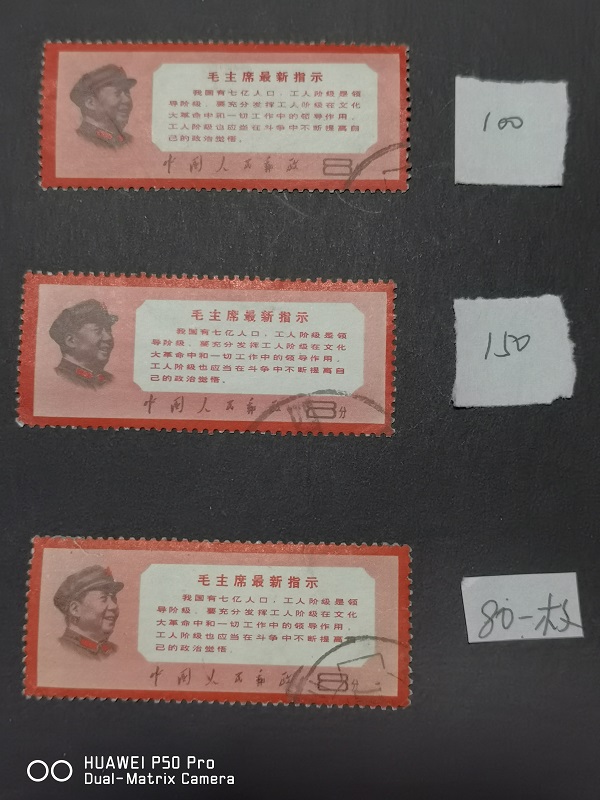 毛主席最新指示
我国有七亿人口，工人阶级是领
导阶级。要充分发挥工人阶级在文化
大革命中和一切工作中的领导作用。
工人阶级也应当在斗争中不断提高自
己的政治觉悟。
中国人民邮政
8
100
毛主席最新指示
我国有七亿人口，工人阶级是领
导阶级。要充分发挥工人阶级在文化
大革命中和一切工作中的领导作用。
工人阶级也应当在斗争中不断提高自
己的政治觉悟。
中国人民邮政
8分
150
毛主席最新指示
我国有七亿人口，工人阶级是领
导阶级。要充分发挥工人阶级在文化
大革命中和一切工作中的领导作用。
工人阶级也应当在斗争中不断提高自
己的政治觉悟。
中国人民邮政
8分
80一枚
HUAWEI P50 Pro
Dual-Matrix Camera